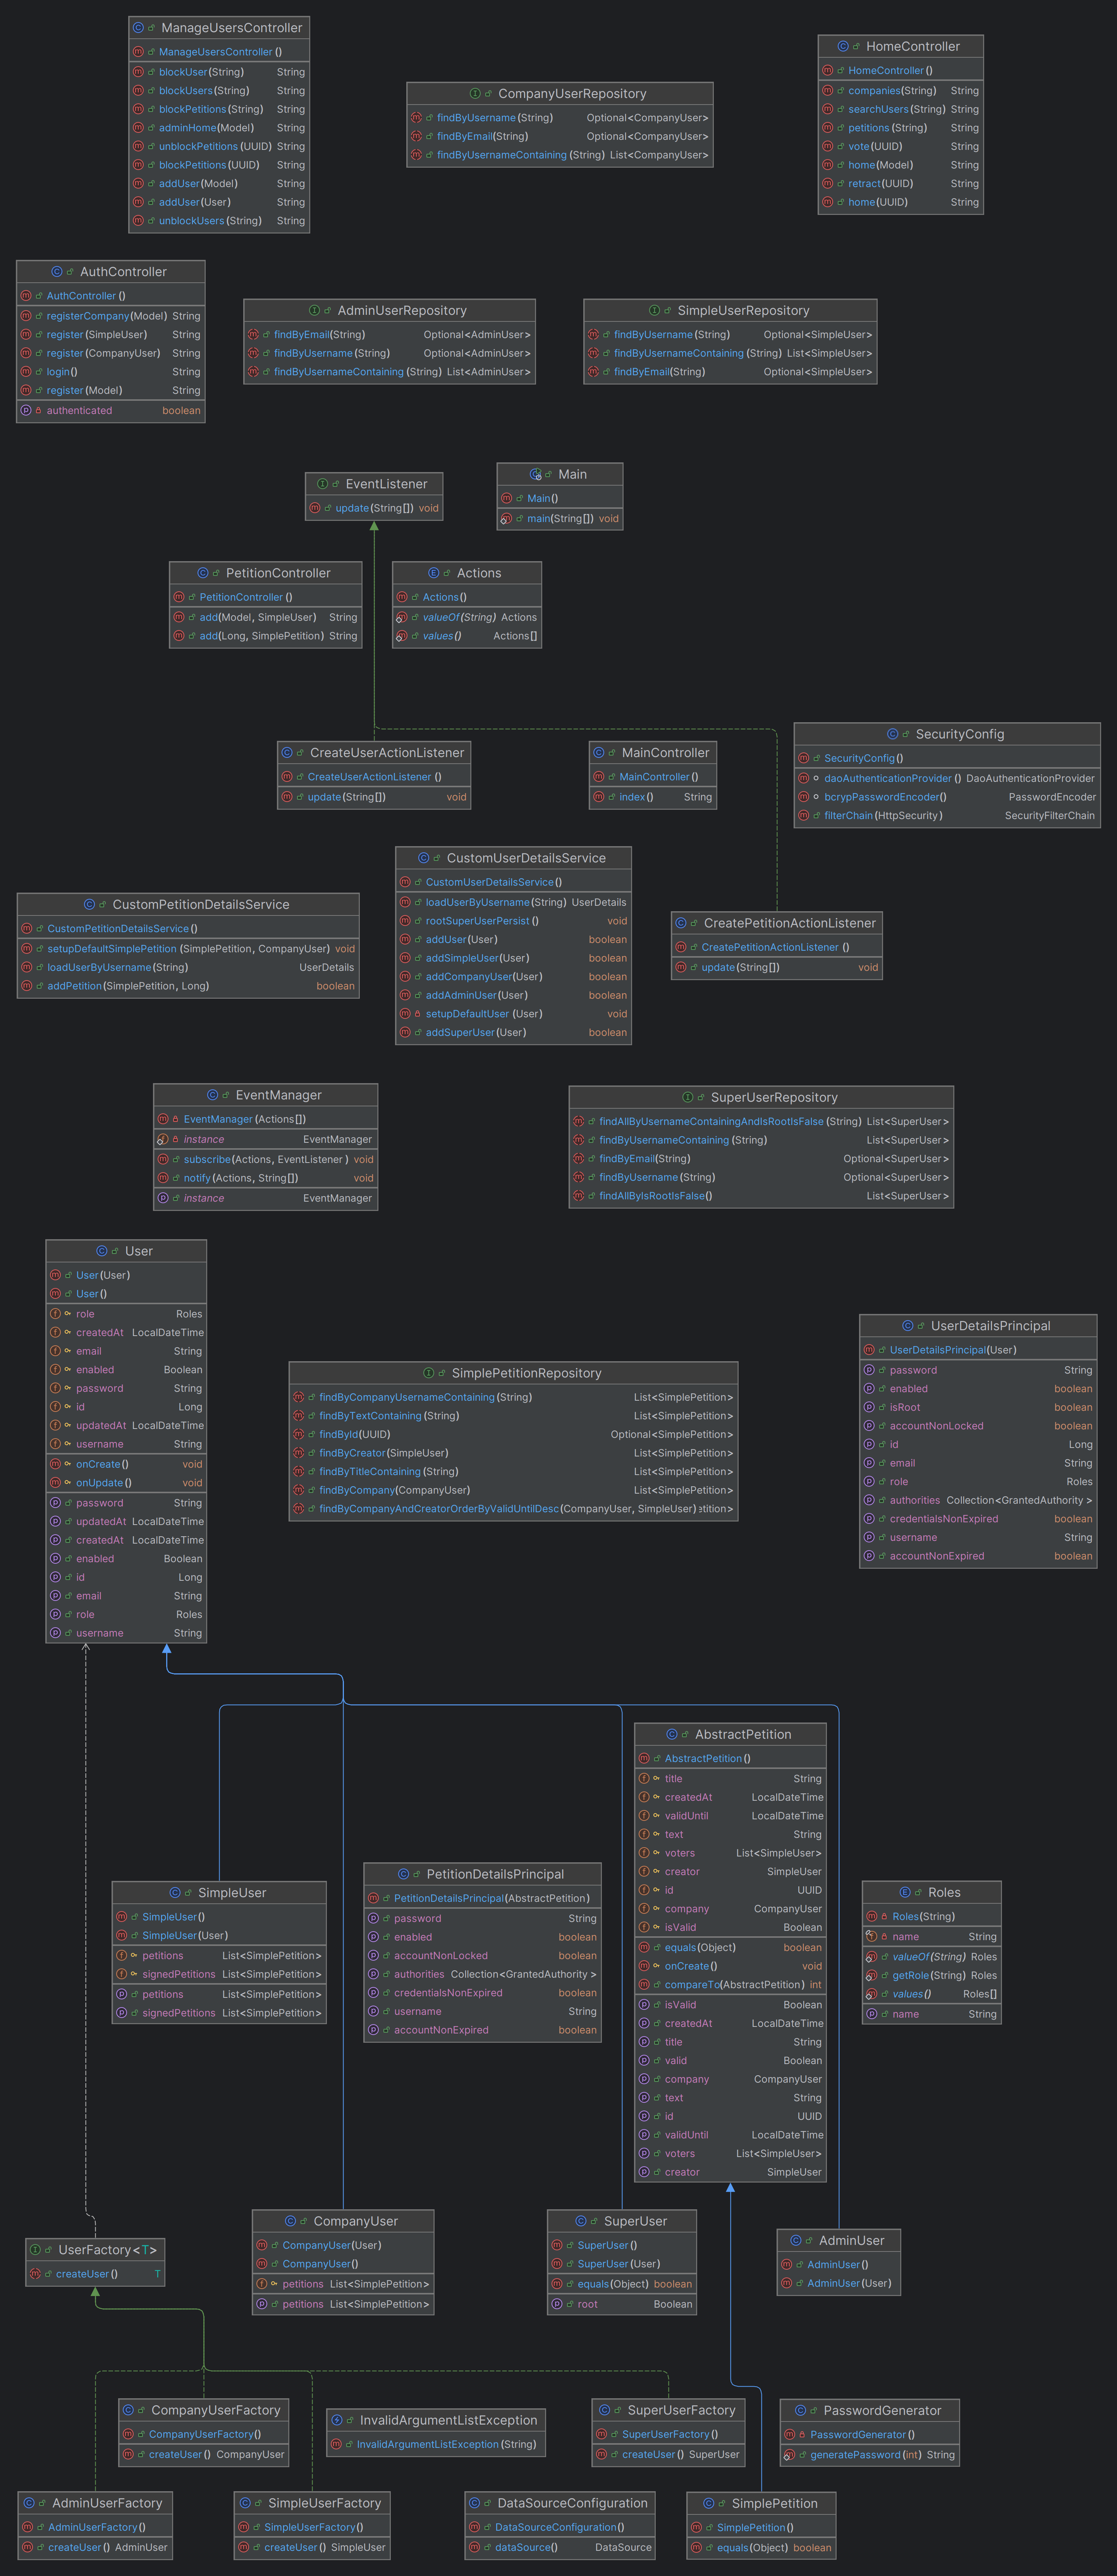 ManageUsersController
ManageUsersController()
blockUser(String) String
blockUsers(String) String
blockPetitions(String) String
adminHome(Model) String
unblockPetitions(UUID) String
blockPetitions(UUID) String
addUser(Model) String
addUser(User) String
unblockUsers(String) String
CompanyUserRepository
findByUsername(String) Optional<CompanyUser>
findByEmail(String) Optional<CompanyUser>
findByUsernameContaining(String) List<CompanyUser>
HomeController
HomeController()
companies(String) String
searchUsers(String) String
petitions(String) String
vote(UUID) String
home(Model) String
retract(UUID) String
home(UUID) String
AuthController
AuthController()
registerCompany(Model) String
register(SimpleUser) String
register(CompanyUser) String
login() String
register(Model) String
authenticated boolean
AdminUserRepository
findByEmail(String) Optional<AdminUser>
findByUsername(String) Optional<AdminUser>
findByUsernameContaining(String) List<AdminUser>
SimpleUserRepository
findByUsername(String) Optional<SimpleUser>
findByUsernameContaining(String) List<SimpleUser>
findByEmail(String) Optional<SimpleUser>
EventListener
update(String[]) void
Main
Main()
main(String[]) void
PetitionController
PetitionController()
add(Model, SimpleUser) String
add(Long, SimplePetition) String
Actions
Actions()
valueOf(String) Actions
values() Actions[]
CreateUserActionListener
CreateUserActionListener()
update(String[]) void
MainController
MainController()
index() String
SecurityConfig
SecurityConfig()
daoAuthenticationProvider() DaoAuthenticationProvider
bcrypPasswordEncoder() PasswordEncoder
filterChain(HttpSecurity) SecurityFilterChain
CustomPetitionDetailsService
CustomPetitionDetailsService()
setupDefaultSimplePetition(SimplePetition, CompanyUser) void
loadUserByUsername(String) UserDetails
addPetition(SimplePetition, Long) boolean
CustomUserDetailsService
CustomUserDetailsService()
loadUserByUsername(String) UserDetails
rootSuperUserPersist() void
addUser(User) boolean
addSimpleUser(User) boolean
addCompanyUser(User) boolean
addAdminUser(User) boolean
setupDefaultUser(User) void
addSuperUser(User) boolean
CreatePetitionActionListener
CreatePetitionActionListener()
update(String[]) void
EventManager
EventManager(Actions[])
instance EventManager
subscribe(Actions, EventListener) void
notify(Actions, String[]) void
instance EventManager
SuperUserRepository
findAllByUsernameContainingAndIsRootIsFalse(String) List<SuperUser>
findByUsernameContaining(String) List<SuperUser>
findByEmail(String) Optional<SuperUser>
findByUsername(String) Optional<SuperUser>
findAllByIsRootIsFalse() List<SuperUser>
User
User(User)
User()
role Roles
createdAt LocalDateTime
email String
enabled Boolean
password String
id Long
updatedAt LocalDateTime
username String
onCreate() void
onUpdate() void
password String
updatedAt LocalDateTime
createdAt LocalDateTime
enabled Boolean
id Long
email String
role Roles
username String
SimplePetitionRepository
findByCompanyUsernameContaining(String) List<SimplePetition>
findByTextContaining(String) List<SimplePetition>
findById(UUID) Optional<SimplePetition>
findByCreator(SimpleUser) List<SimplePetition>
findByTitleContaining(String) List<SimplePetition>
findByCompany(CompanyUser) List<SimplePetition>
findByCompanyAndCreatorOrderByValidUntilDesc(CompanyUser, SimpleUser) etition>
UserDetailsPrincipal
UserDetailsPrincipal(User)
password String
enabled boolean
isRoot boolean
accountNonLocked boolean
id Long
email String
role Roles
authorities Collection<GrantedAuthority>
credentialsNonExpired boolean
username String
accountNonExpired boolean
AbstractPetition
AbstractPetition()
title String
createdAt LocalDateTime
validUntil LocalDateTime
text String
voters List<SimpleUser>
creator SimpleUser
id UUID
company CompanyUser
isValid Boolean
equals(Object) boolean
onCreate() void
compareTo(AbstractPetition) int
isValid Boolean
createdAt LocalDateTime
title String
valid Boolean
company CompanyUser
text String
id UUID
validUntil LocalDateTime
voters List<SimpleUser>
creator SimpleUser
SimpleUser
SimpleUser()
SimpleUser(User)
petitions List<SimplePetition>
signedPetitions List<SimplePetition>
petitions List<SimplePetition>
signedPetitions List<SimplePetition>
PetitionDetailsPrincipal
PetitionDetailsPrincipal(AbstractPetition)
password String
enabled boolean
accountNonLocked boolean
authorities Collection<GrantedAuthority>
credentialsNonExpired boolean
username String
accountNonExpired boolean
Roles
Roles(String)
name String
valueOf(String) Roles
getRole(String) Roles
values() Roles[]
name String
UserFactory<T>
createUser() T
CompanyUser
CompanyUser(User)
CompanyUser()
petitions List<SimplePetition>
petitions List<SimplePetition>
SuperUser
SuperUser()
SuperUser(User)
equals(Object) boolean
root Boolean
AdminUser
AdminUser()
AdminUser(User)
CompanyUserFactory
CompanyUserFactory()
createUser() CompanyUser
InvalidArgumentListException
InvalidArgumentListException(String)
SuperUserFactory
SuperUserFactory()
createUser() SuperUser
PasswordGenerator
PasswordGenerator()
generatePassword(int) String
AdminUserFactory
AdminUserFactory()
createUser() AdminUser
SimpleUserFactory
SimpleUserFactory()
createUser() SimpleUser
DataSourceConfiguration
DataSourceConfiguration()
dataSource() DataSource
SimplePetition
SimplePetition()
equals(Object) boolean